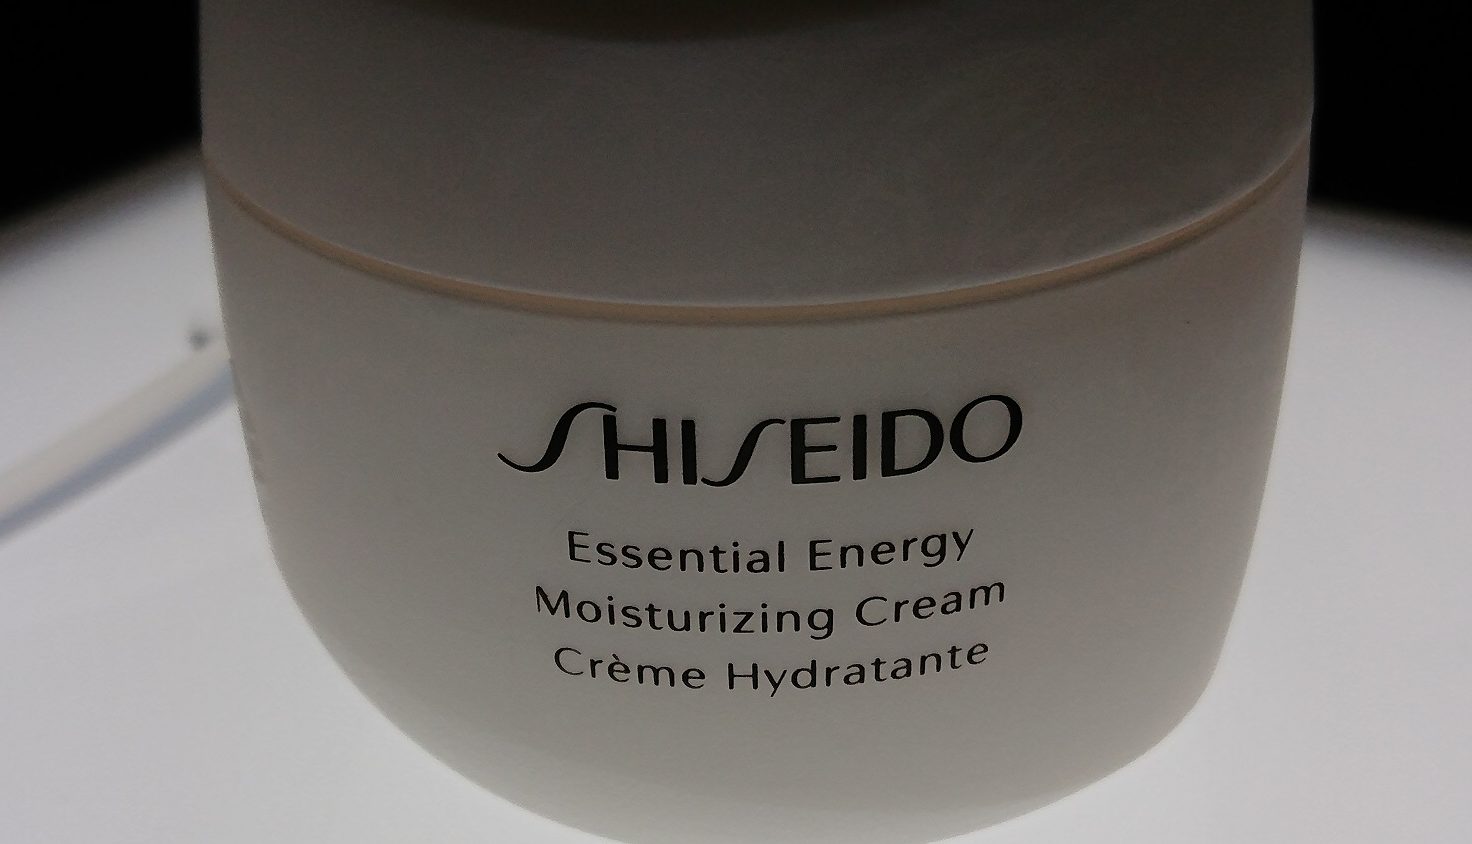 SHISEIDO
Essential Energy
Moisturizing Cream
Crème Hydratante